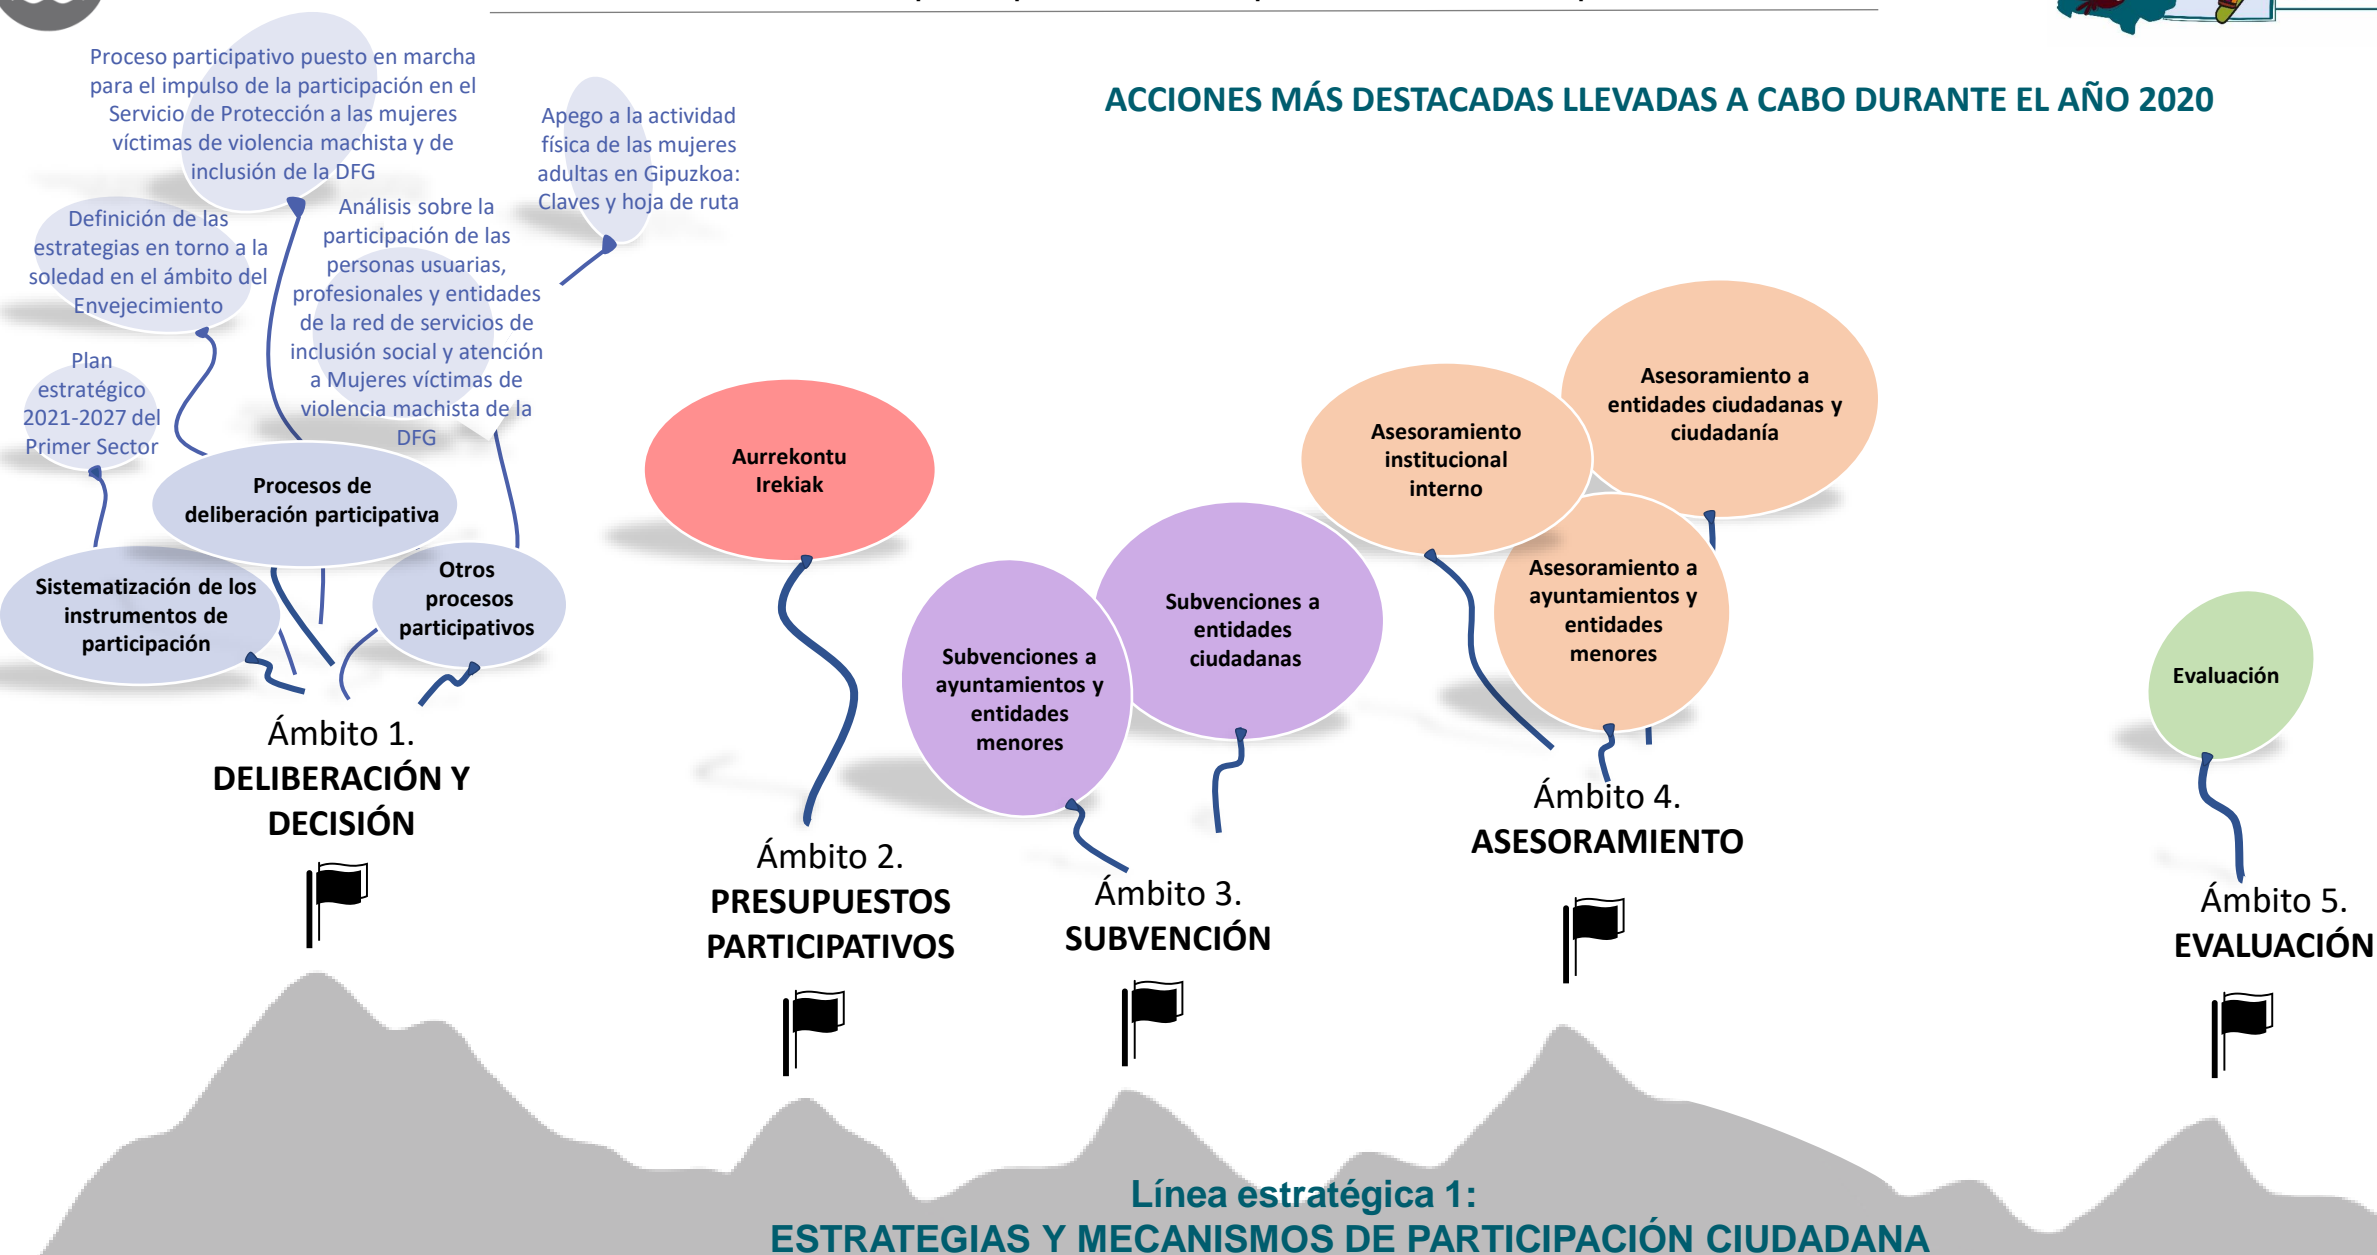 ACCIONES MÁS DESTACADAS LLEVADAS A CABO DURANTE EL AÑO 2020
Proceso participativo puesto en marcha
para el impulso de la participación en el
Servicio de Protección a las mujeres
víctimas de violencia machista y de
inclusión de la DFG
Apego a la actividad
física de las mujeres
adultas en Gipuzkoa:
Claves y hoja de ruta
Definición de las
estrategias en torno a la
soledad en el ámbito del
Envejecimiento
Análisis sobre la
participación de las
personas usuarias,
profesionales y entidades
de la red de servicios de
inclusión social y atención
a Mujeres víctimas de
violencia machista de la
DFG
Plan
estratégico
2021-2027 del
Primer Sector
Procesos de
deliberación participativa
Sistematización de los
instrumentos de
participación
Otros
procesos
participativos
Ámbito 1.
DELIBERACIÓN Y
DECISIÓN
Aurrekontu
Irekiak
Ámbito 2.
PRESUPUESTOS
PARTICIPATIVOS
Subvenciones a
ayuntamientos y
entidades
menores
Subvenciones a
entidades
ciudadanas
Ámbito 3.
SUBVENCIÓN
Asesoramiento
institucional
interno
Asesoramiento a
entidades ciudadanas y
ciudadanía
Asesoramiento a
ayuntamientos y
entidades
menores
Ámbito 4.
ASESORAMIENTO
Evaluación
Ámbito 5.
EVALUACIÓN
Línea estratégica 1:
ESTRATEGIAS Y MECANISMOS DE PARTICIPACIÓN CIUDADANA